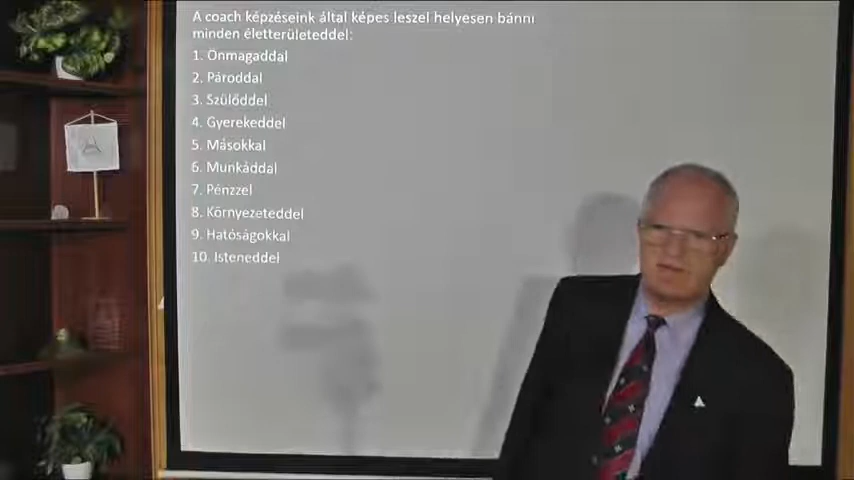 A coach képzéseink által képes leszel helyesen bánni
minden életterületeddel:
1. Önmagaddal
2. Pároddal
3. Szülőddel
4. Gyerekeddel
5. Másokkal
6. Munkáddal
7. Pénzzel
8. Környezeteddel
9. Hatóságokkal
10. Isteneddel